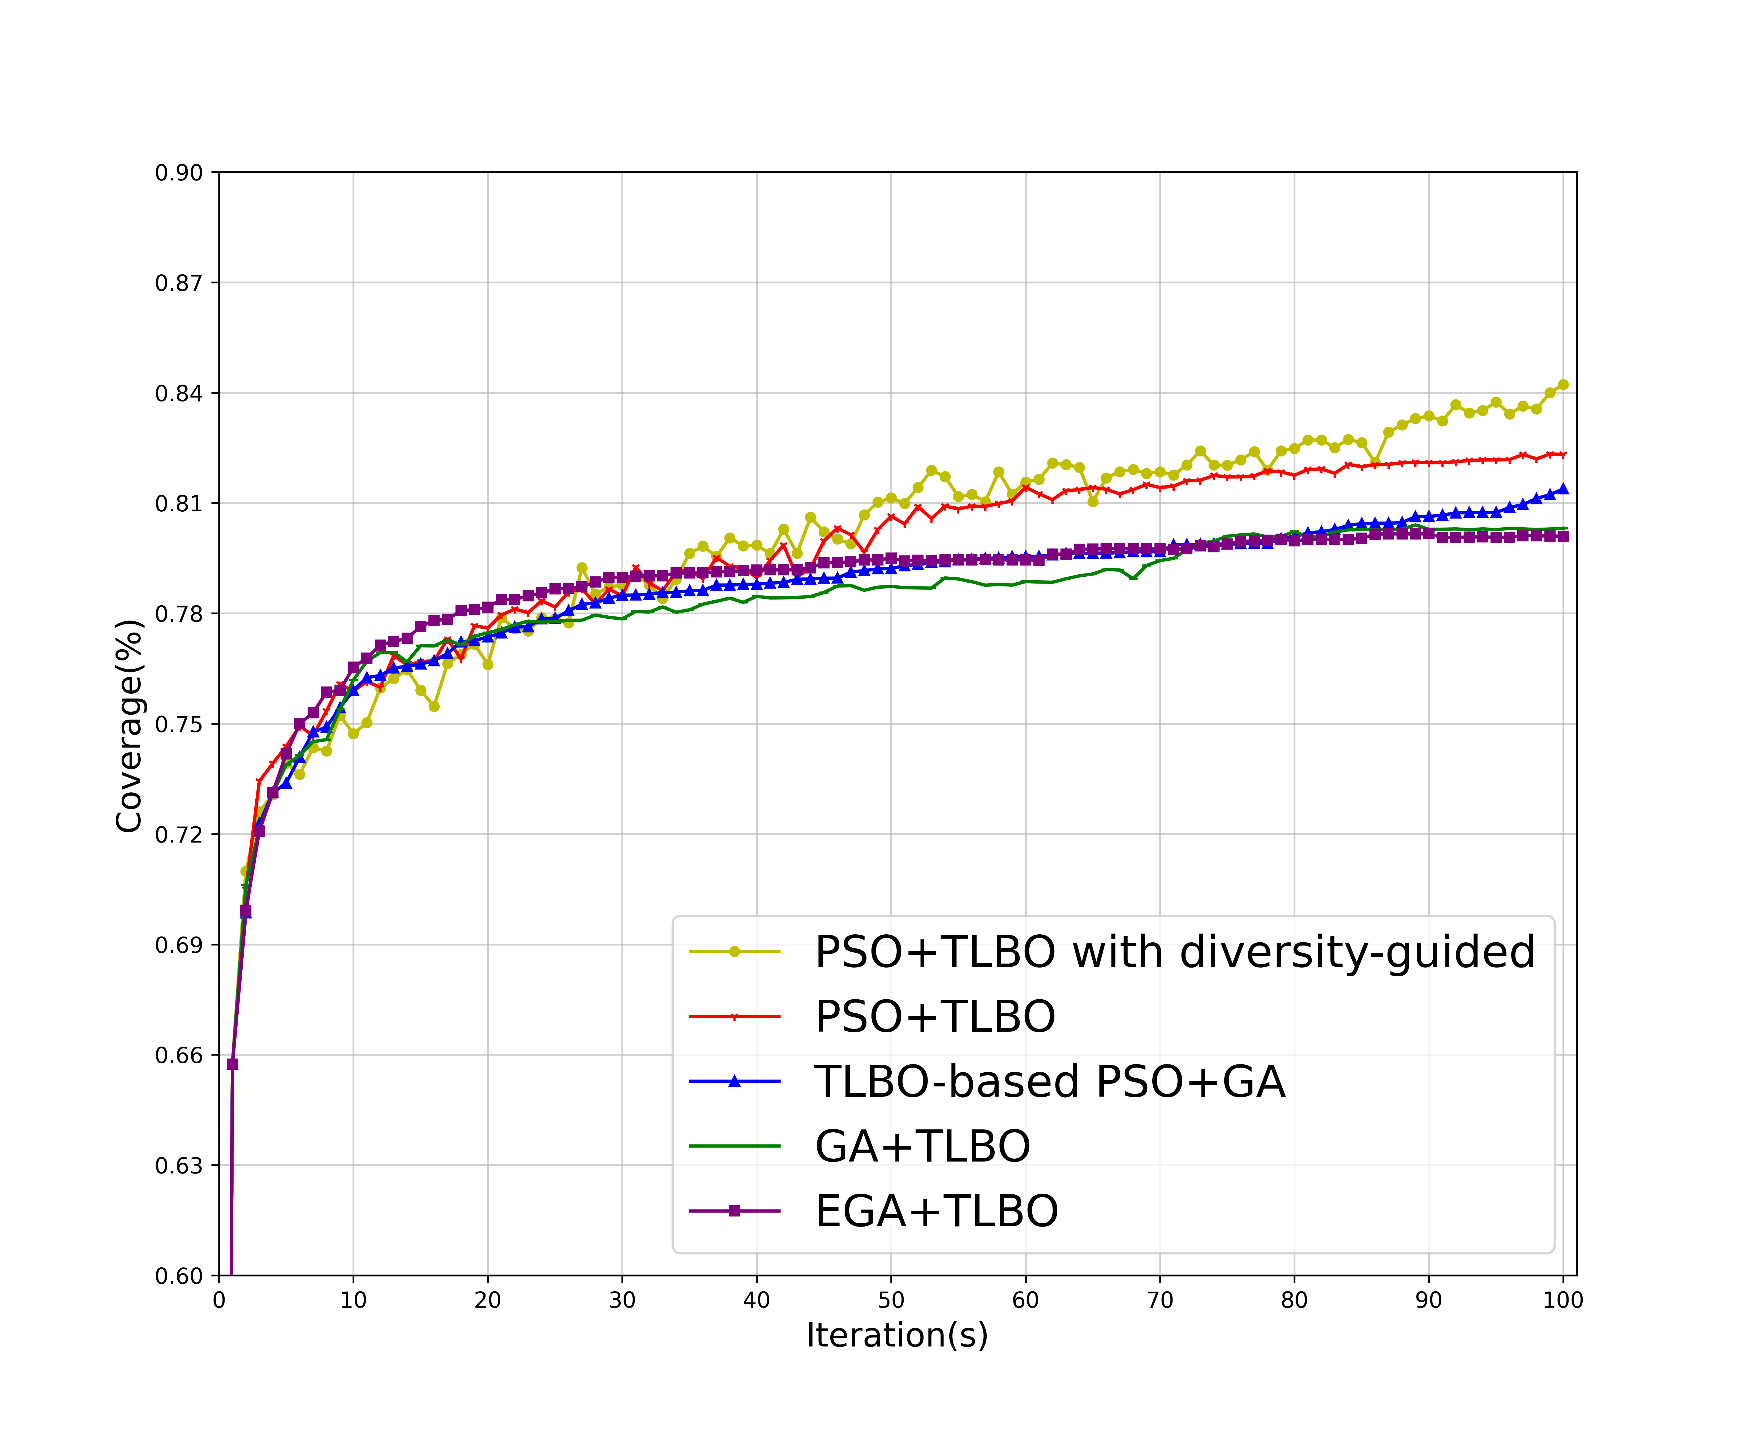 0.90
0.87
0.84
0.81
0.78
0.75
0.72
0.69
0.66
0.63
0.60
Coverage(%)
PSO+TLBO with diversity-guided
PSO+TLBO
TLBO-based PSO+GA
GA+TLBO
EGA+TLBO
0 10 20 30 40 50 60 70 80 90 100
Iteration(s)